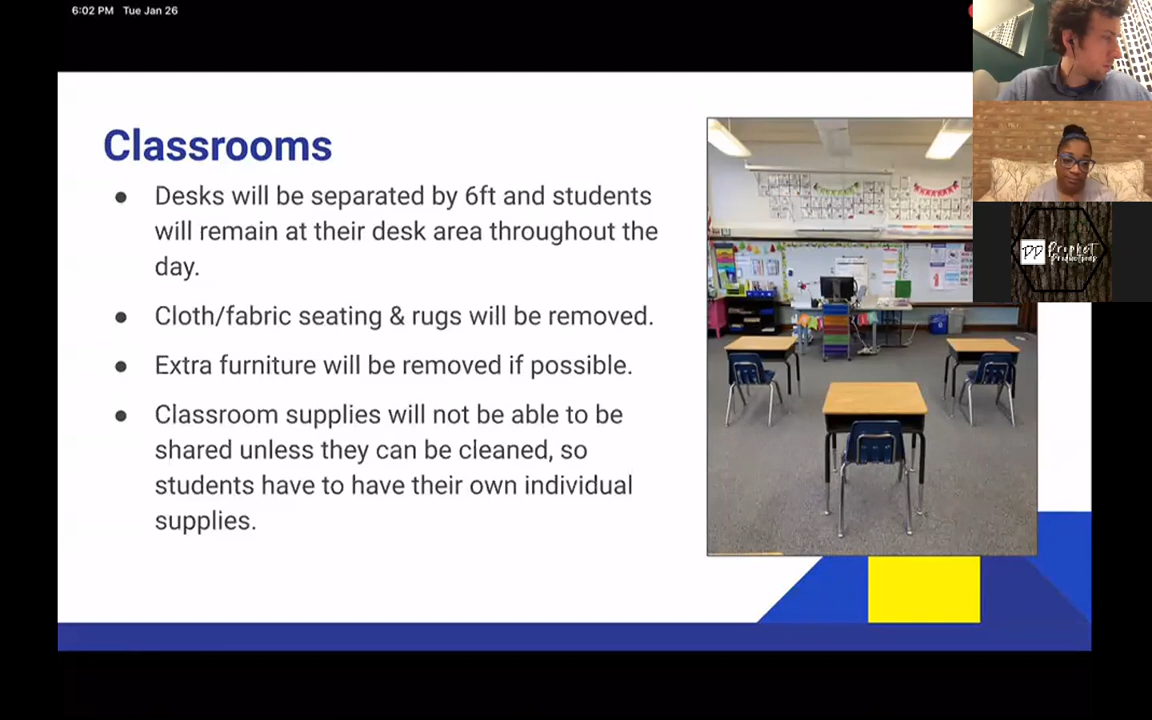 6:02 PM Tue Jan 26
Classrooms
● Desks will be separated by 6ft and students
will remain at their desk area throughout the
day.
● Cloth/fabric seating & rugs will be removed.
● Extra furniture will be removed if possible.
● Classroom supplies will not be able to be
shared unless they can be cleaned, so
students have to have their own individual
supplies.
Prophet
Productions